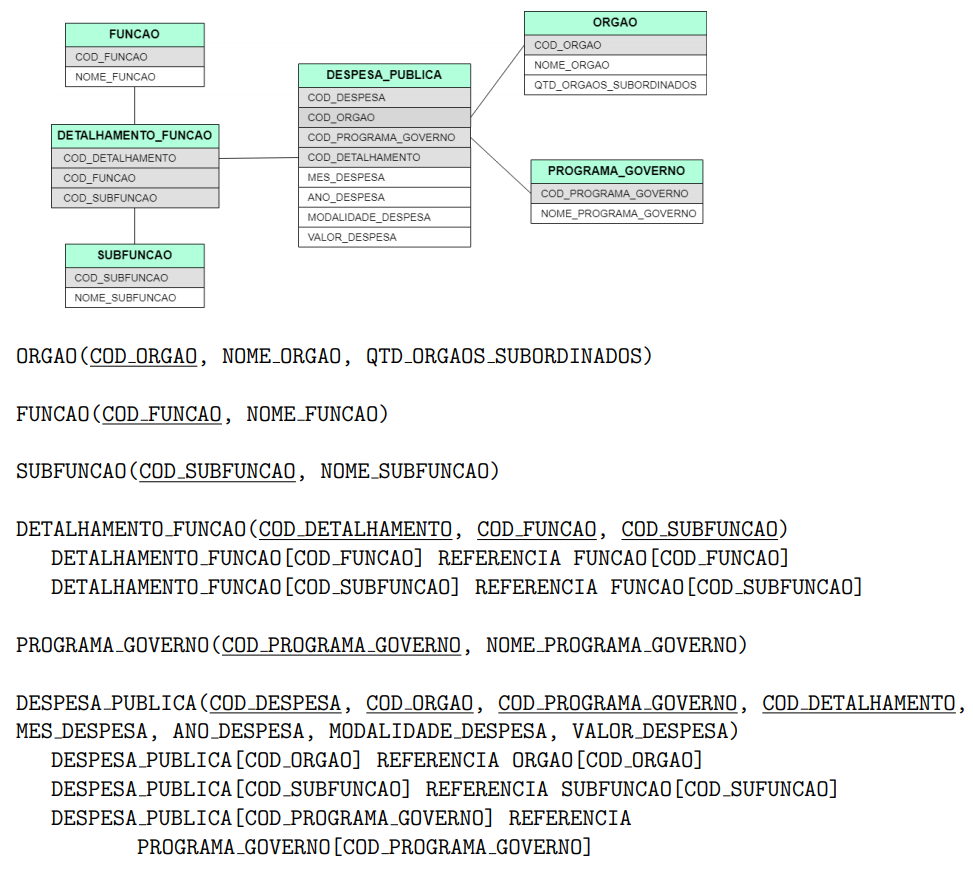 FUNCAO
COD_FUNCAO
NOME_FUNCAO
DETALHAMENTO_FUNCAO
COD_DETALHAMENTO
COD_FUNCAO
COD_SUBFUNCAO
SUBFUNCAO
COD_SUBFUNCAO
NOME_SUBFUNCAO
DESPESA_PUBLICA
COD_DESPESA
COD_ORGAO
COD_PROGRAMA_GOVERNO
COD_DETALHAMENTO
MES_DESPESA
ANO_DESPESA
MODALIDADE_DESPESA
VALOR_DESPESA
ORGAO
COD_ORGAO
NOME_ORGAO
QTD_ORGAOS_SUBORDINADOS
PROGRAMA_GOVERNO
COD_PROGRAMA_GOVERNO
NOME_PROGRAMA_GOVERNO
ORGAO(COD_ORGAO, NOME_ORGAO, QTD_ORGAOS_SUBORDINADOS)
FUNCAO(COD_FUNCAO, NOME_FUNCAO)
SUBFUNCAO(COD_SUBFUNCAO, NOME_SUBFUNCAO)
DETALHAMENTO_FUNCAO(COD_DETALHAMENTO, COD_FUNCAO, COD_SUBFUNCAO)
DETALHAMENTO_FUNCAO[COD_FUNCAO] REFERENCIA FUNCAO[COD_FUNCAO]
DETALHAMENTO_FUNCAO[COD_SUBFUNCAO] REFERENCIA FUNCAO[COD_SUBFUNCAO]
PROGRAMA_GOVERNO(COD_PROGRAMA_GOVERNO, NOME_PROGRAMA_GOVERNO)
DESPESA_PUBLICA(COD_DESPESA, COD_ORGAO, COD_PROGRAMA_GOVERNO, COD_DETALHAMENTO,
MES_DESPESA, ANO_DESPESA, MODALIDADE_DESPESA, VALOR_DESPESA)
DESPESA_PUBLICA[COD_ORGAO] REFERENCIA ORGAO[COD_ORGAO]
DESPESA_PUBLICA[COD_SUBFUNCAO] REFERENCIA SUBFUNCAO[COD_SUFUNCAO]
DESPESA_PUBLICA[COD_PROGRAMA_GOVERNO] REFERENCIA
PROGRAMA_GOVERNO[COD_PROGRAMA_GOVERNO]